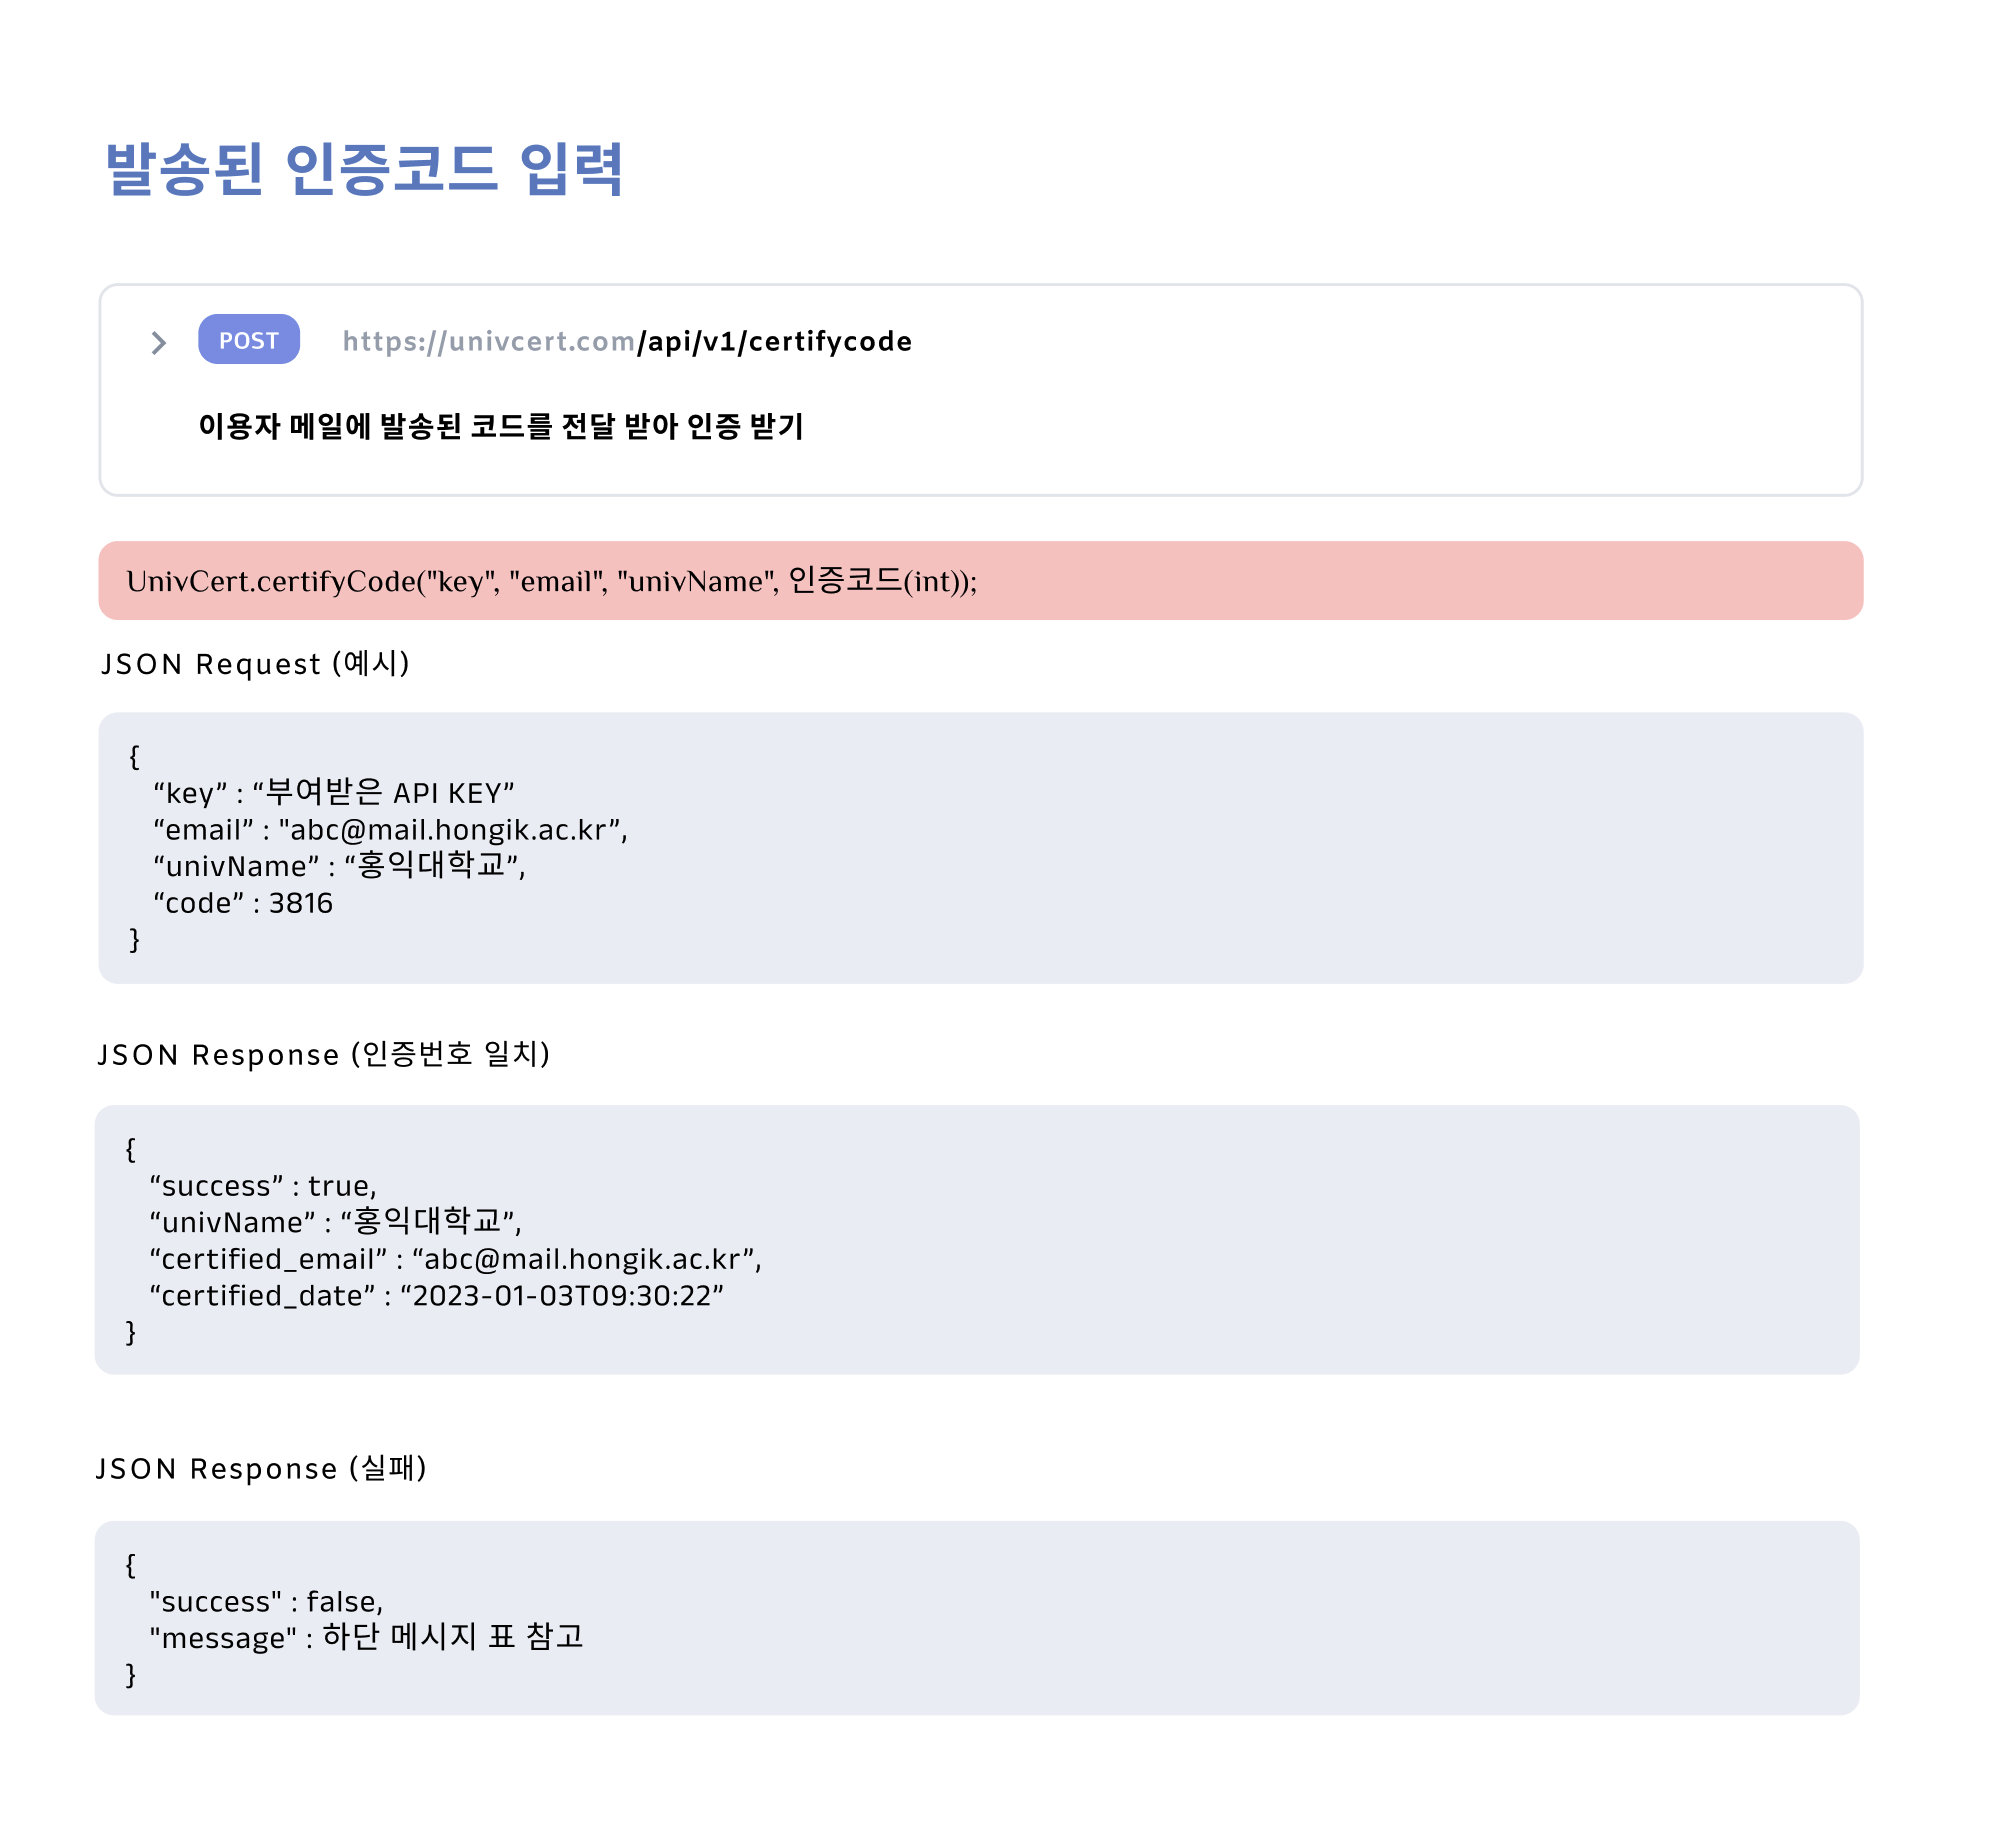 발송된 인증코드 입력
POST https://univcert.com/api/v1/certifycode
이용자 메일에 발송된 코드를 전달 받아 인증 받기
UnivCert.certifyCode("key", "email", "univName", 인증코드(int));
JSON Request (예시)
{
“key” : “부여받은 API KEY”
“email” : "abc@mail.hongik.ac.kr”,
“univName” : “홍익대학교”,
“code” : 3816
}
JSON Response (인증번호 일치)
{
“success” : true,
“univName” : “홍익대학교”,
“certified_email” : “abc@mail.hongik.ac.kr”,
“certified_date” : “2023-01-03T09:30:22”
}
JSON Response (실패)
{
"success" : false,
"message" : 하단 메시지 표 참고
}